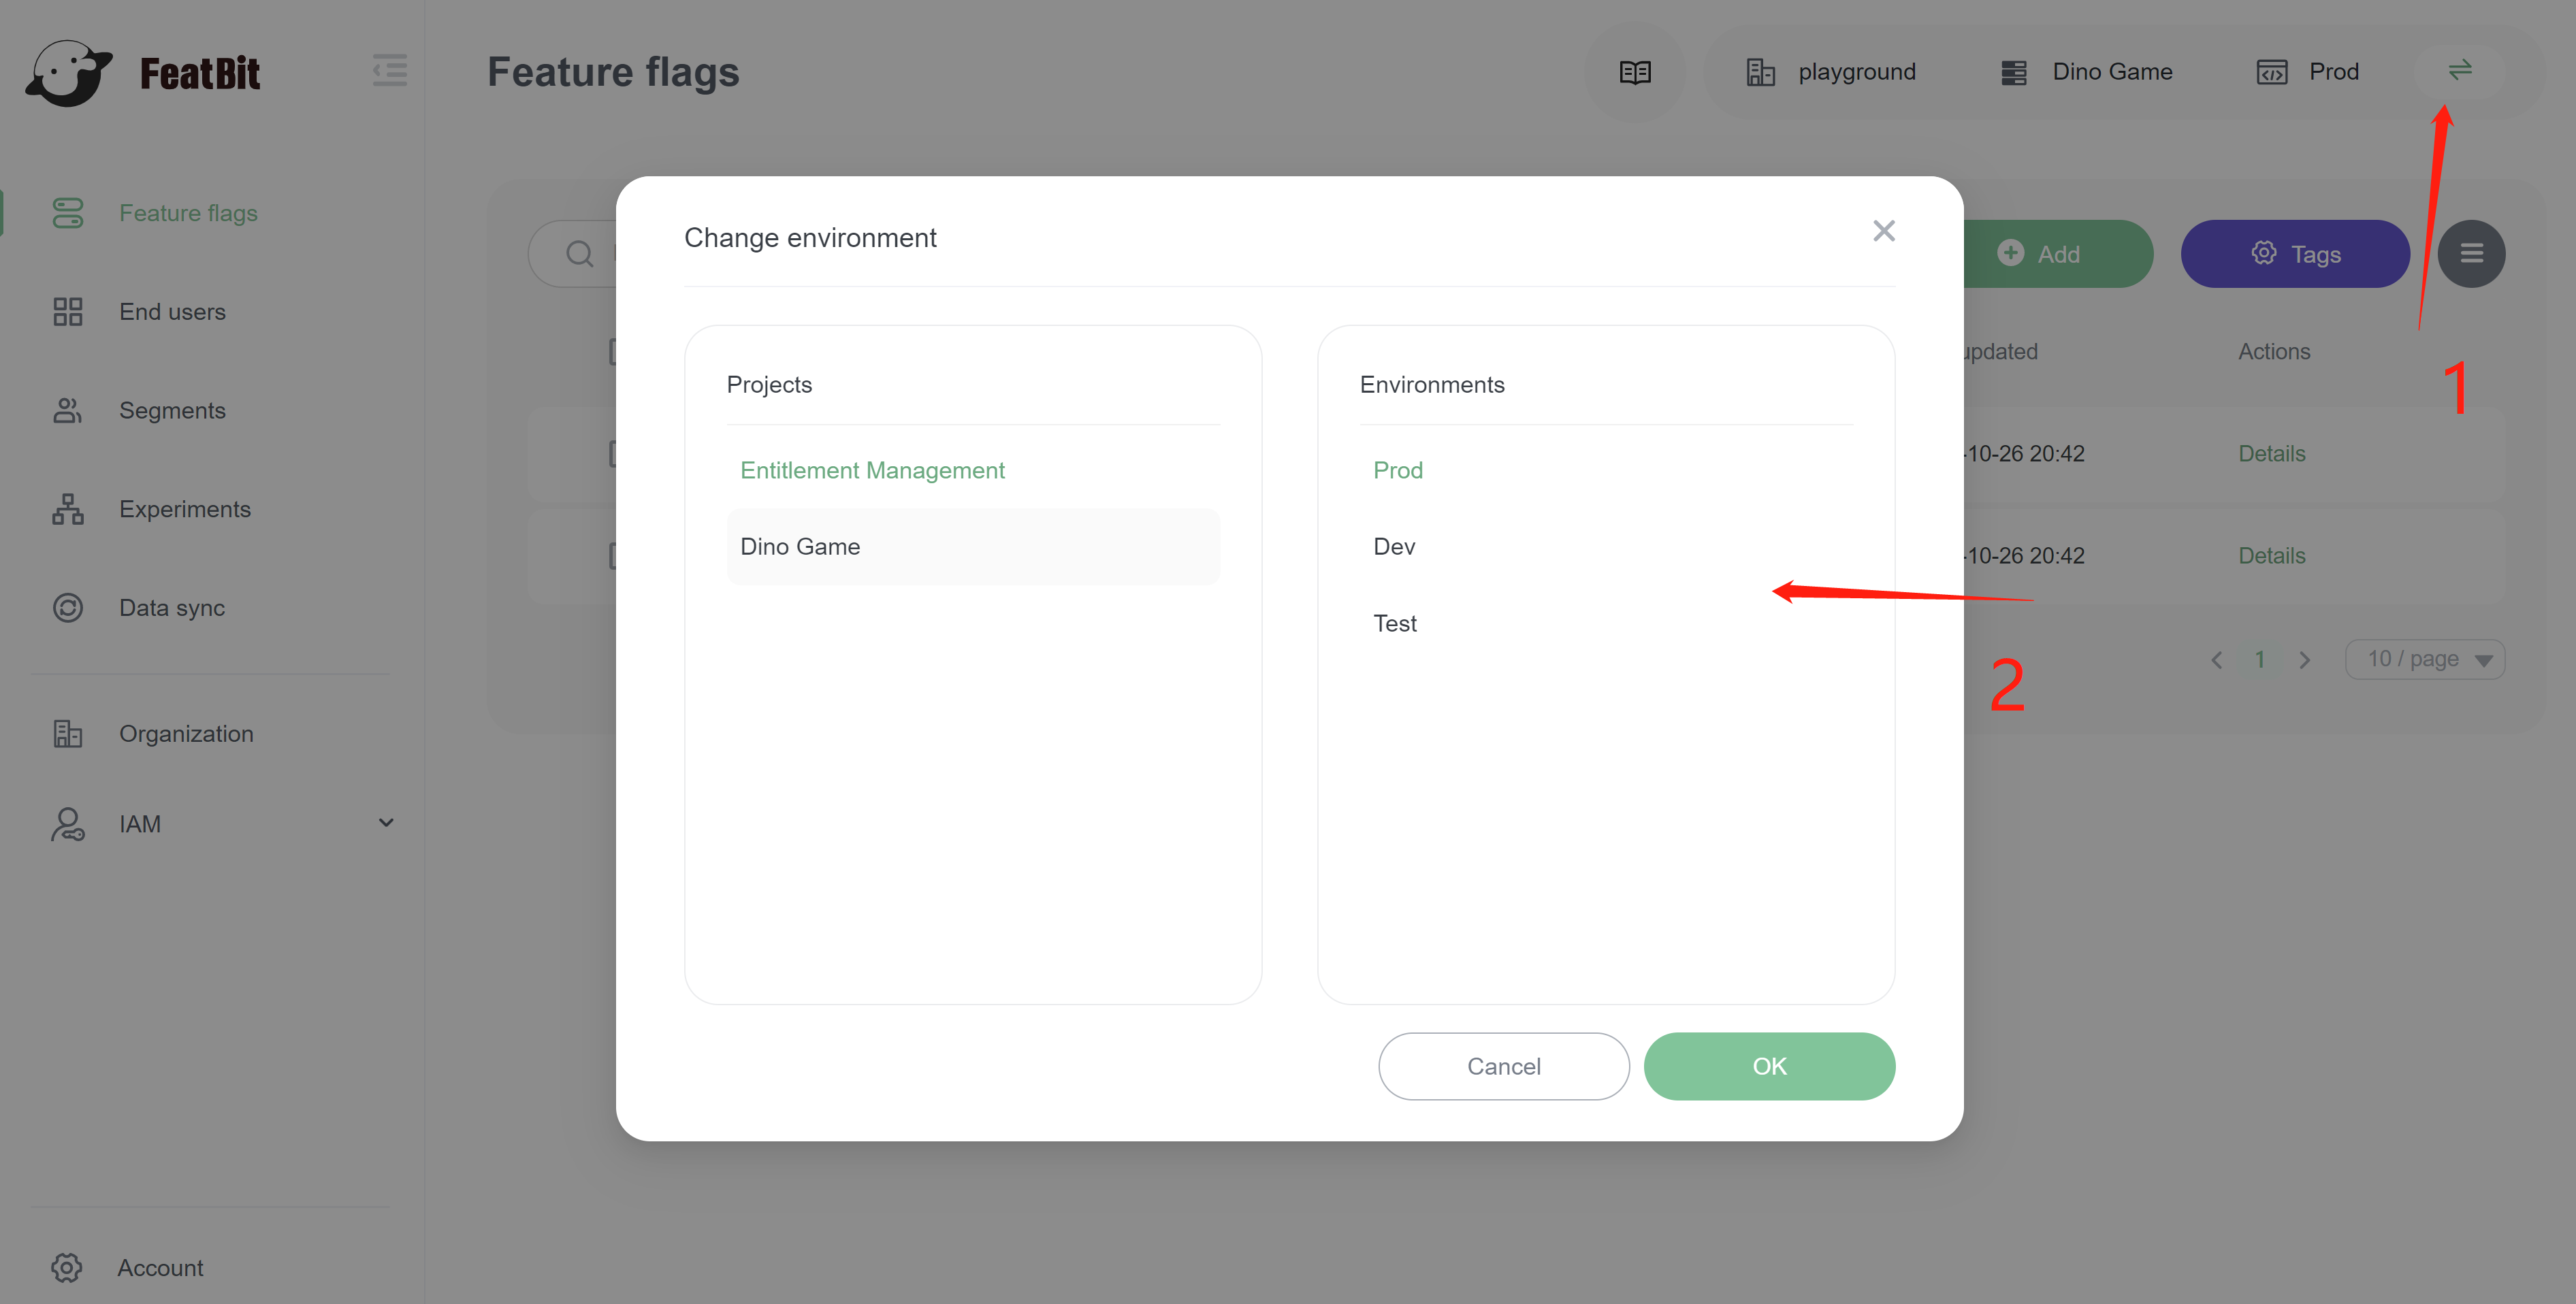 FeatBit
Feature flags
playground
Dino Game
Prod
Feature flags
End users
Segments
Experiments
Data sync
Organization
IAM
Account
Add
Tags
updated
Actions
-10-26 20:42
Details
-10-26 20:42
Details
1
10 / page
Change environment
Projects
Entitlement Management
Dino Game
Environments
Prod
Dev
Test
Cancel
OK
1
2